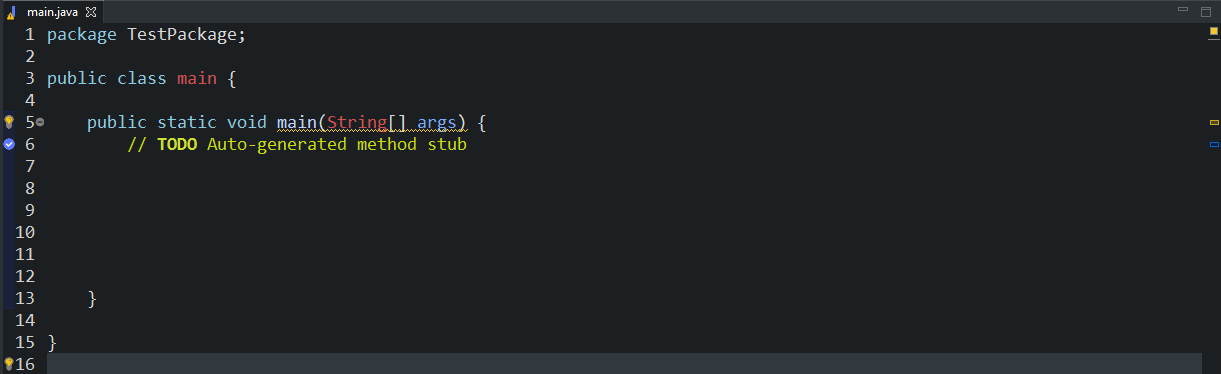 main.java
1 package TestPackage;
2
3 public class main {
4
5 public static void main(String[] args) {
6 // TODO Auto-generated method stub
7
8
9
10
11
12
13 }
14
15 }
16